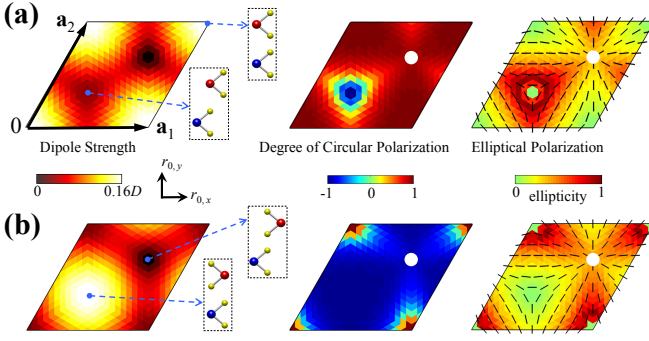 (a)
a₂
0
a₁
Dipole Strength
Degree of Circular Polarization
Elliptical Polarization
0
0.16D
r₀,y
r₀,x
-1
0
1
0
ellipticity
1
(b)